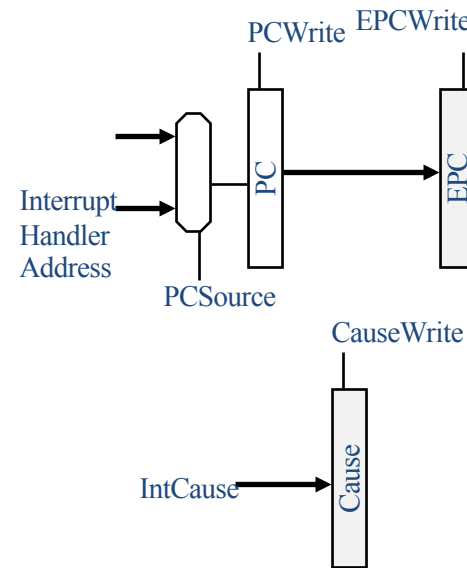 PCWrite EPCWrite
PC
EPC
Interrupt
Handler
Address
PCSource
CauseWrite
IntCause
Cause